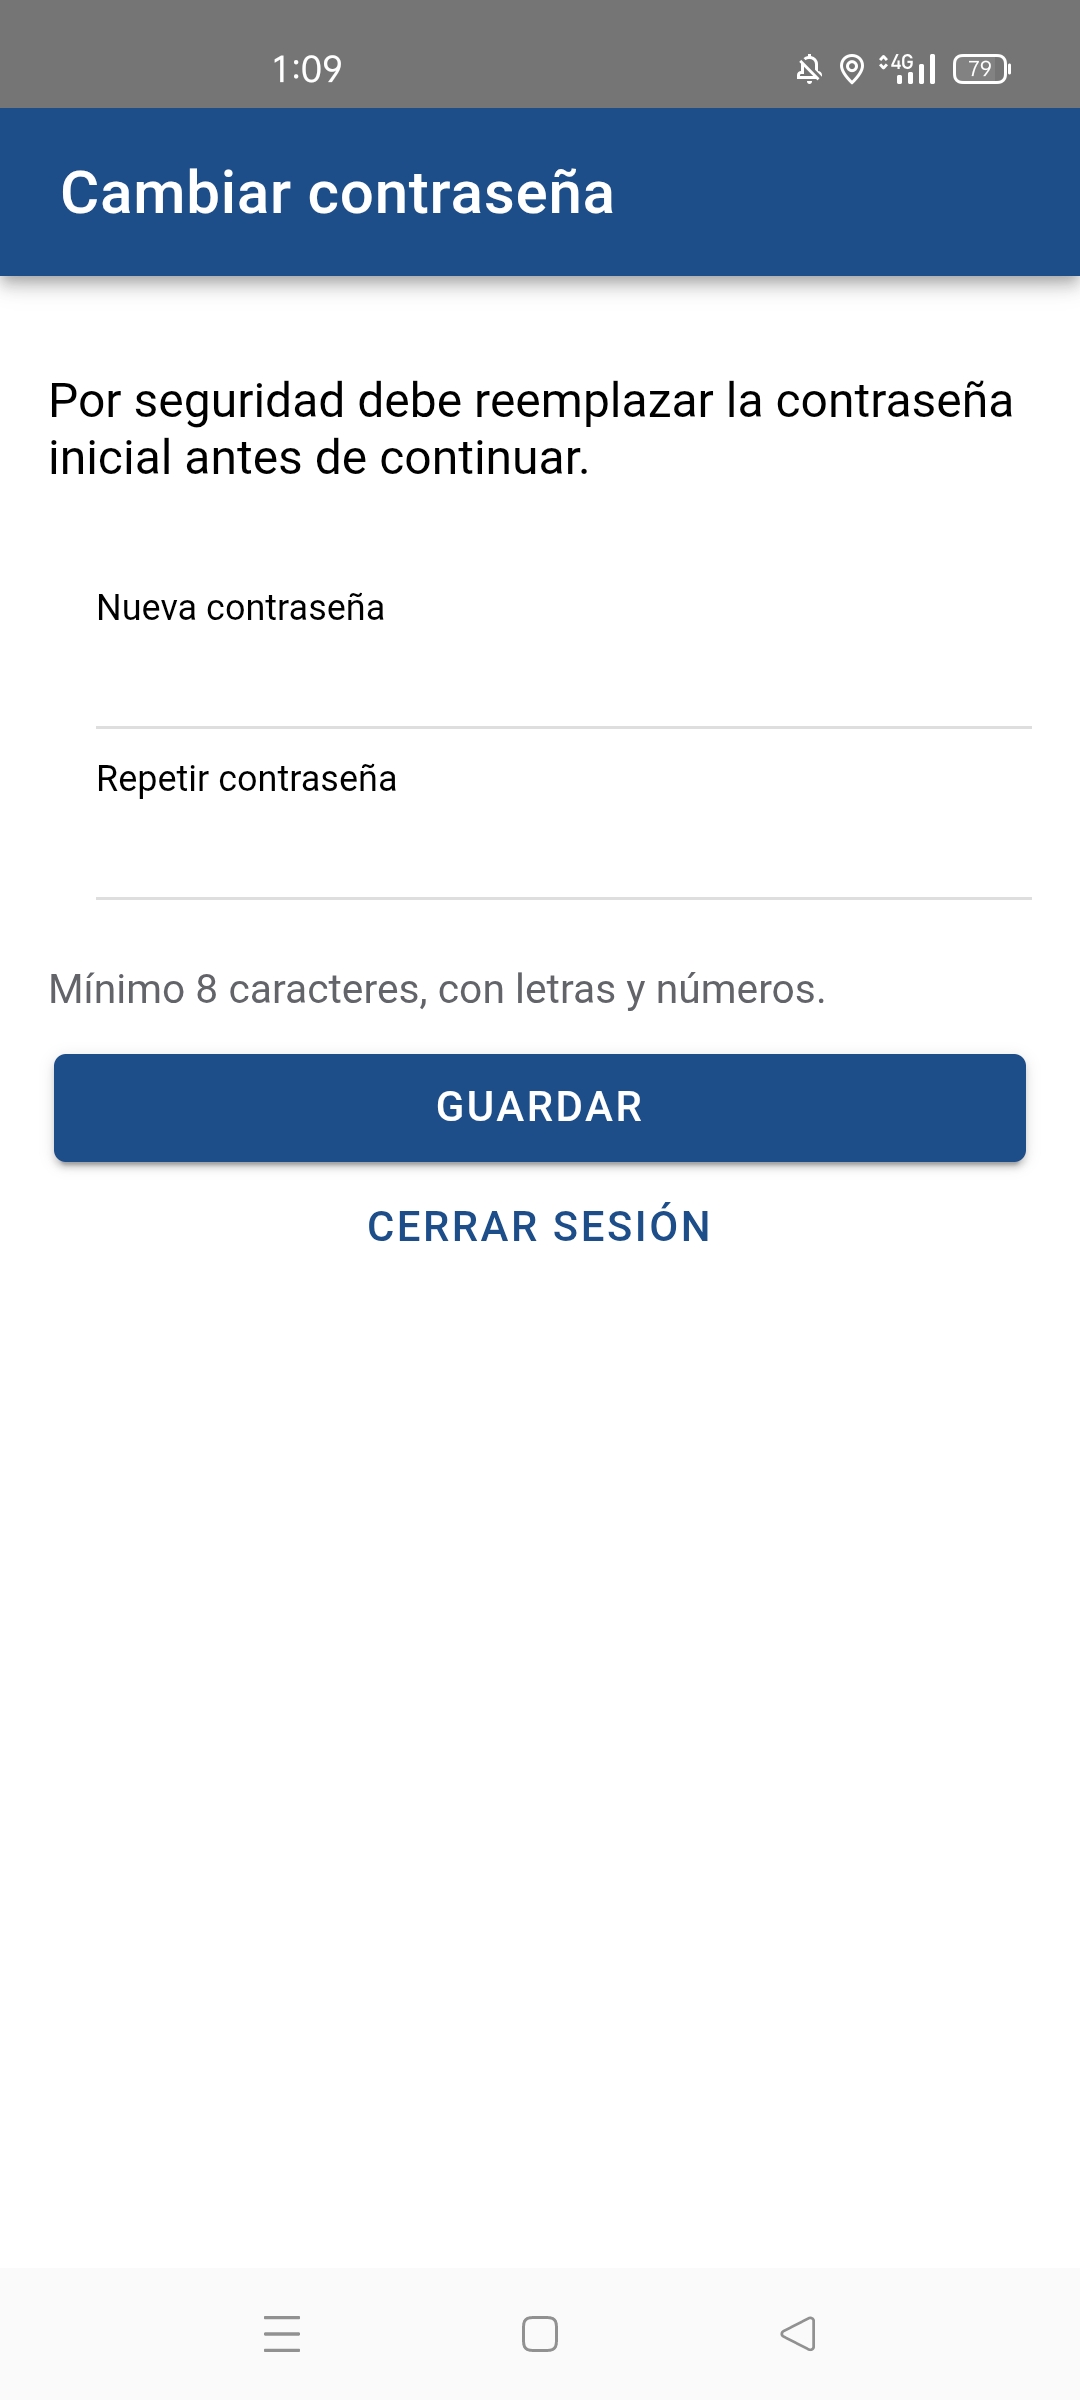 1:09
4G
79
Cambiar contraseña
Por seguridad debe reemplazar la contraseña
inicial antes de continuar.
Nueva contraseña
Repetir contraseña
Mínimo 8 caracteres, con letras y números.
GUARDAR
CERRAR SESIÓN